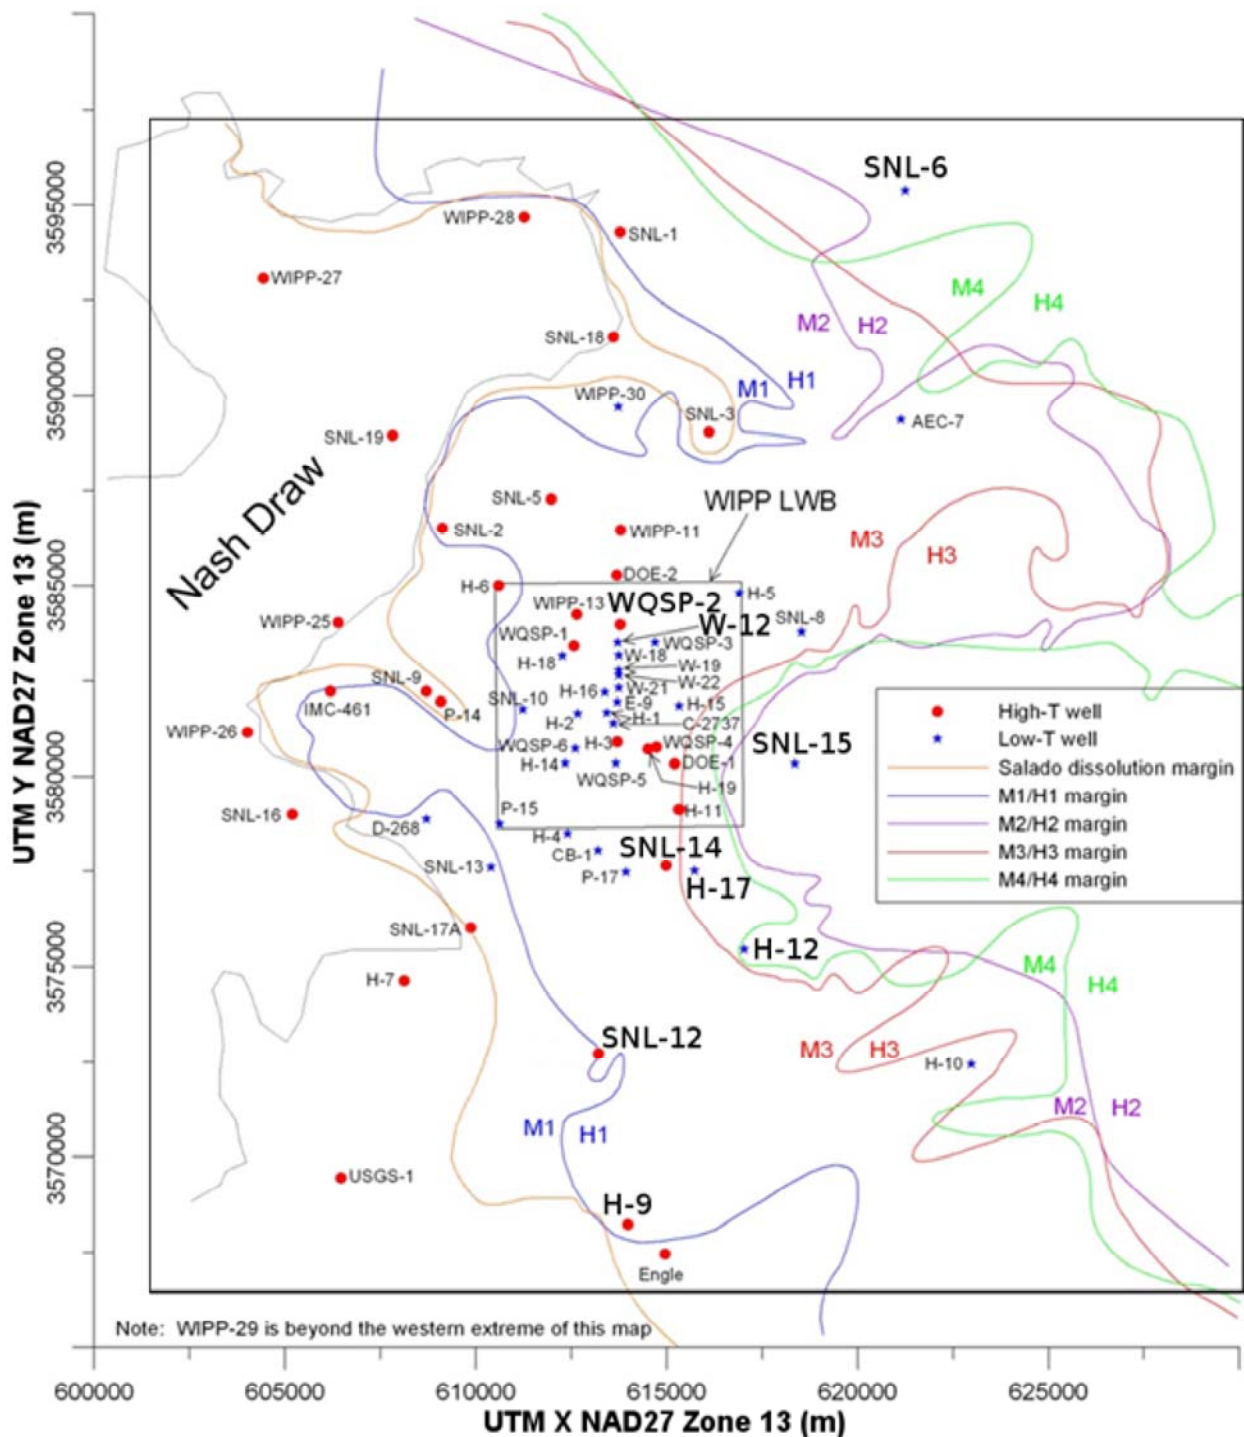 SNL-6
3595000
WIPP-28
SNL-1
WIPP-27
M4
H4
M2
H2
SNL-18
M1
H1
3590000
WIPP-30
SNL-3
AEC-7
SNL-19
Nash Draw
WIPP LWB
SNL-5
SNL-2
WIPP-11
M3
H3
3585000
DOE-2
H-6
H-5
WIPP-13
WQSP-2
SNL-8
WIPP-25
W-12
WQSP-1
WQSP-3
H-18
W-18
W-19
SNL-9
W-22
H-16
W-21
IMC-461
P-14
SNL-10
E-9
H-15
H-2
H-1
C-2737
WIPP-26
WQSP-6
H-3
WQSP-4
SNL-15
H-14
DOE-1
WQSP-5
H-19
3580000
High-T well
Low-T well
Salado dissolution margin
M1/H1 margin
M2/H2 margin
M3/H3 margin
M4/H4 margin
SNL-16
P-15
H-11
D-268
H-4
SNL-14
CB-1
SNL-13
P-17
H-17
SNL-17A
H-12
3575000
H-7
M4
H4
SNL-12
M3
H3
H-10
M1
H1
M2
H2
3570000
USGS-1
H-9
Engle
Note: WIPP-29 is beyond the western extreme of this map
UTM Y NAD27 Zone 13 (m)
600000
605000
610000
615000
620000
625000
UTM X NAD27 Zone 13 (m)